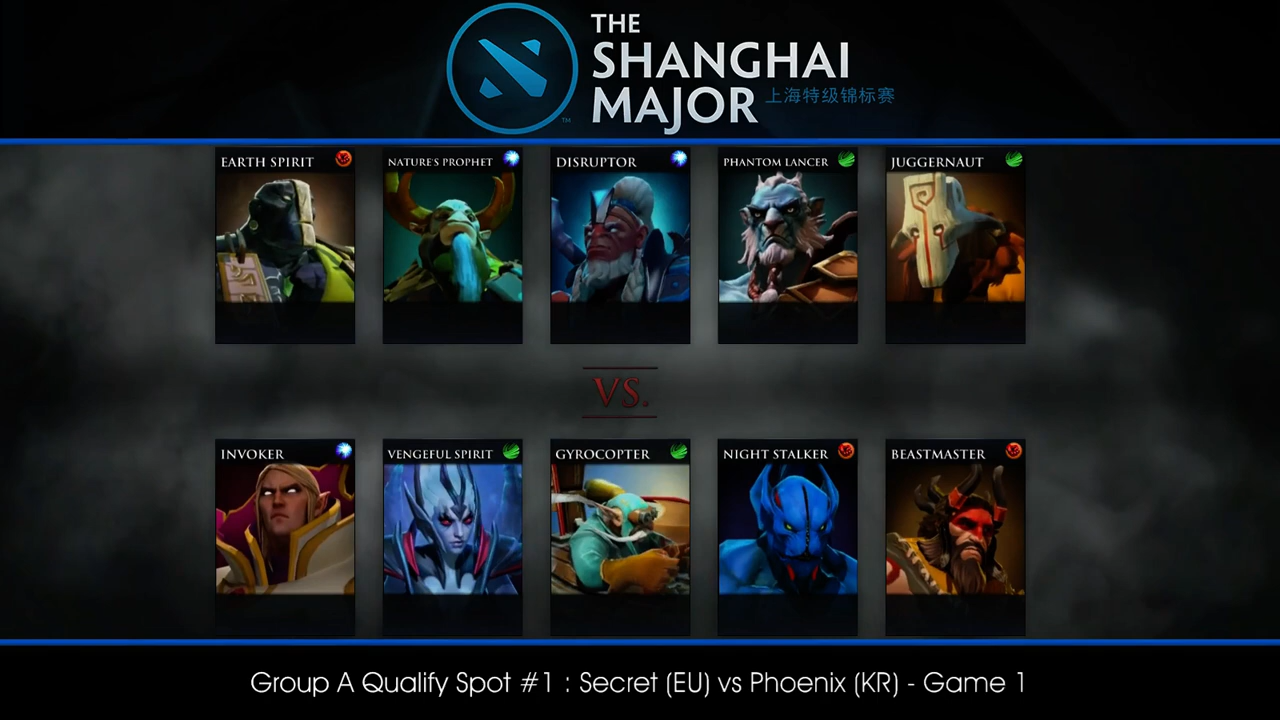 THE
SHANGHAI
MAJOR 上海特级锦标赛
TM
EARTH SPIRIT
NATURE'S PROPHET
DISRUPTOR
PHANTOM LANCER
JUGGERNAUT
VS.
INVOKER
VENGEFUL SPIRIT
GYROCOPTER
NIGHT STALKER
BEASTMASTER
Group A Qualify Spot #1 : Secret (EU) vs Phoenix (KR) - Game 1